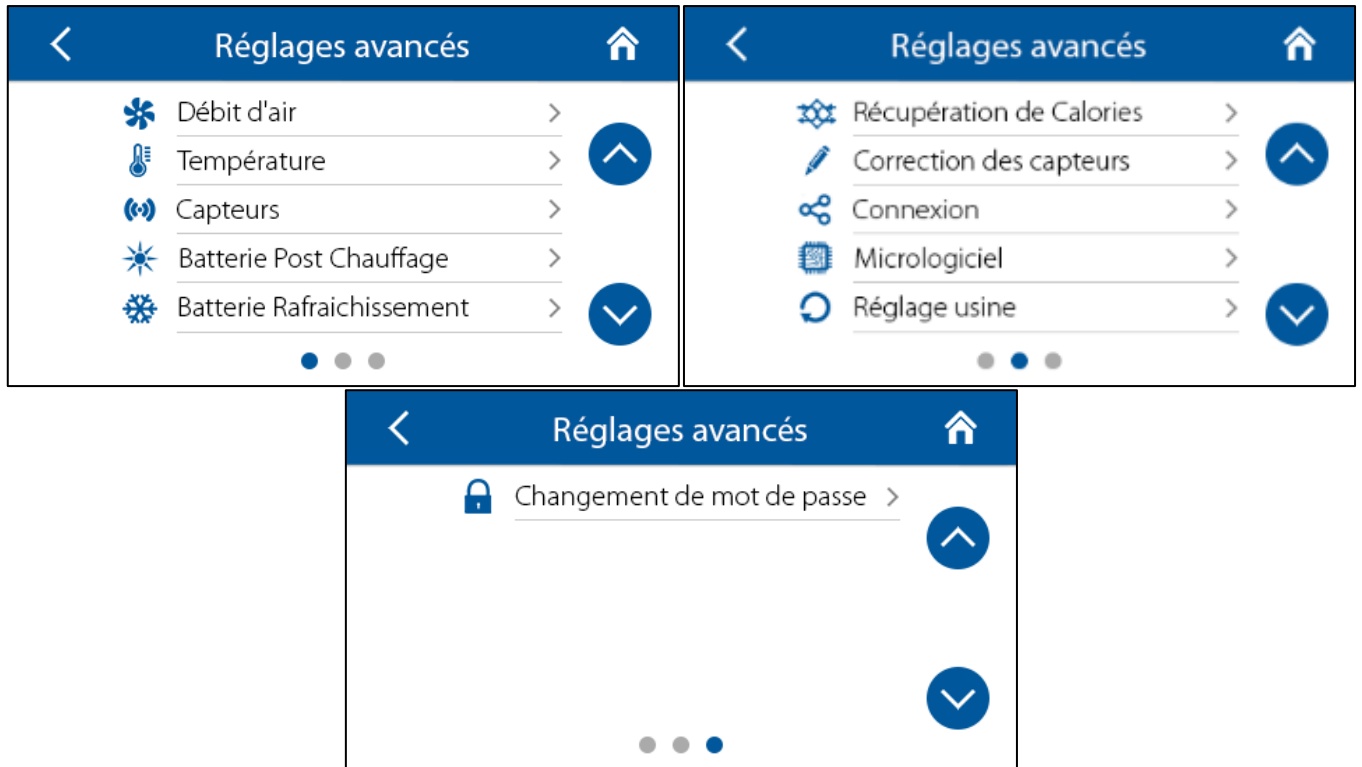 Réglages avancés
Débit d'air
Température
Capteurs
Batterie Post Chauffage
Batterie Rafraichissement
Réglages avancés
Récupération de Calories
Correction des capteurs
Connexion
Micrologiciel
Réglage usine
Réglages avancés
Changement de mot de passe